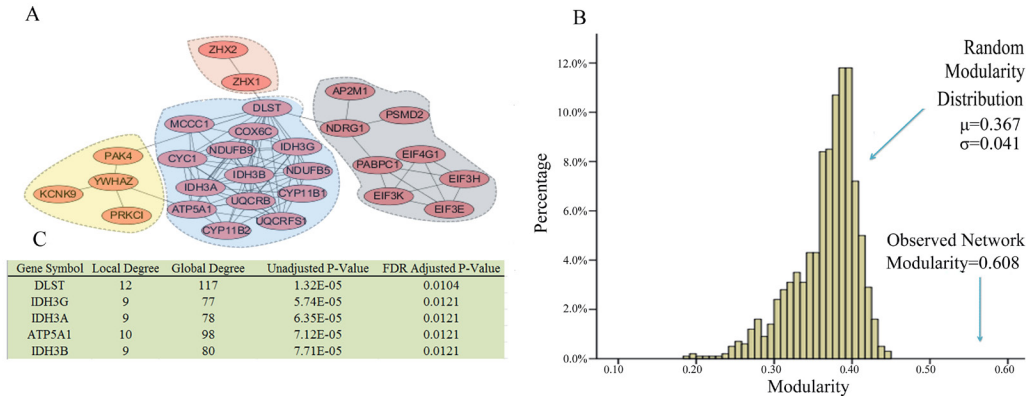 A
ZHX2
ZHX1
DLST
MCCC1
COX6C
CYC1
NDUFB9
IDH3G
IDH3B
NDUFB5
IDH3A
UQCRB
CYP11B1
ATP5A1
UQCRFS1
CYP11B2
AP2M1
PSMD2
NDRG1
PABPC1
EIF4G1
EIF3H
EIF3K
EIF3E
PAK4
YWHAZ
KCNK9
PRKCI
C
Gene Symbol Local Degree Global Degree Unadjusted P-Value FDR Adjusted P-Value
DLST 12 117 1.32E-05 0.0104
IDH3G 9 77 5.74E-05 0.0121
IDH3A 9 78 6.35E-05 0.0121
ATP5A1 10 98 7.12E-05 0.0121
IDH3B 9 80 7.71E-05 0.0121
B
Percentage
12.0%
10.0%
8.0%
6.0%
4.0%
2.0%
0.0%
0.10 0.20 0.30 0.40 0.50 0.60
Modularity
Random
Modularity
Distribution
μ=0.367
σ=0.041
Observed Network
Modularity=0.608